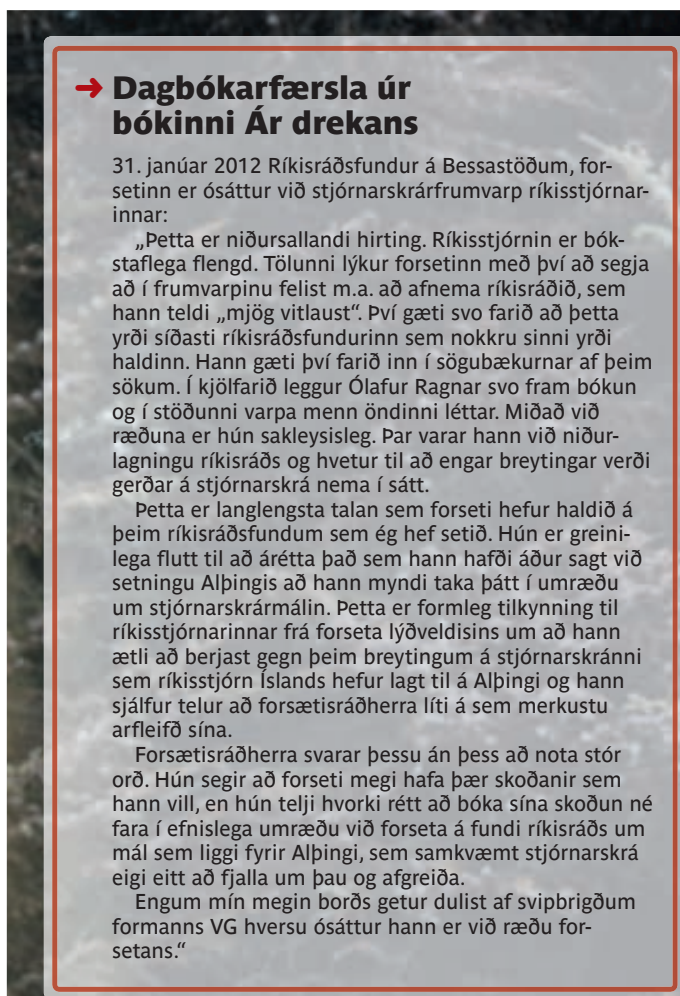 → Dagbókarfærsla úr
bókinni Ár drekans
31. janúar 2012 Ríkisráðsfundur á Bessastöðum, for-
setinn er ósáttur við stjórnarskrárfrumvarp ríkisstjórnar-
innar:
„Þetta er niðursallandi hirting. Ríkisstjórnin er bók-
staflega flengd. Tölunni lýkur forsetinn með því að segja
að í frumvarpinu felist m.a. að afnema ríkisráðið, sem
hann teldi „mjög vitlaust“. Því gæti svo farið að þetta
yrði síðasti ríkisráðsfundurinn sem nokkru sinni yrði
haldinn. Hann gæti því farið inn í sögubækurnar af þeim
sökum. Í kjölfarið leggur Ólafur Ragnar svo fram bókun
og í stöðunni varpa menn öndinni léttar. Miðað við
ræðuna er hún sakleysisleg. Þar varar hann við niður-
lagningu ríkisráðs og hvetur til að engar breytingar verði
gerðar á stjórnarskrá nema í sátt.
Þetta er langlengsta talan sem forseti hefur haldið á
þeim ríkisráðsfundum sem ég hef setið. Hún er greini-
lega flutt til að árétta það sem hann hafði áður sagt við
setningu Alþingis að hann myndi taka þátt í umræðu
um stjórnarskrármálin. Þetta er formleg tilkynning til
ríkisstjórnarinnar frá forseta lýðveldisins um að hann
ætli að berjast gegn þeim breytingum á stjórnarskránni
sem ríkisstjórn Íslands hefur lagt til á Alþingi og hann
sjálfur telur að forsætisráðherra líti á sem merkustu
arfleifð sína.
Forsætisráðherra svarar þessu án þess að nota stór
orð. Hún segir að forseti megi hafa þær skoðanir sem
hann vill, en hún telji hvorki rétt að bóka sína skoðun né
fara í efnislega umræðu við forseta á fundi ríkisráðs um
mál sem liggi fyrir Alþingi, sem samkvæmt stjórnarskrá
eigi eitt að fjalla um þau og afgreiða.
Engum mín megin borðs getur dulist af svipbrigðum
formanns VG hversu ósáttur hann er við ræðu for-
setans.“